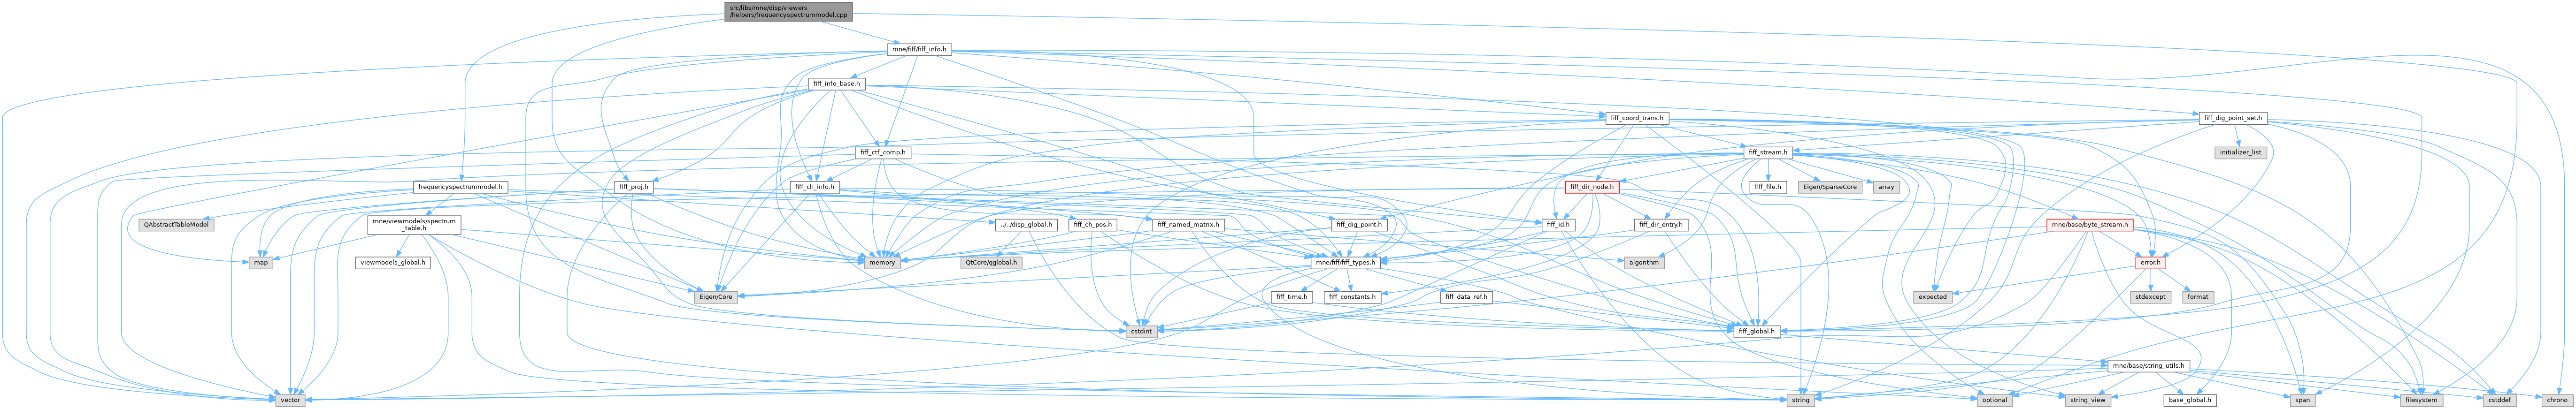 src/libs/mne/disp/viewers
/helpers/frequencyspectrummodel.cpp
mne/fiff/fiff_info.h
fiff_info_base.h
fiff_coord_trans.h
fiff_dig_point_set.h
fiff_ctf_comp.h
fiff_stream.h
initializer_list
frequencyspectrummodel.h
fiff_proj.h
fiff_ch_info.h
fiff_dir_node.h
fiff_file.h
Eigen/SparseCore
array
QAbstractTableModel
mne/viewmodels/spectrum
_table.h
../../disp_global.h
fiff_ch_pos.h
fiff_named_matrix.h
fiff_dig_point.h
fiff_id.h
fiff_dir_entry.h
mne/base/byte_stream.h
map
viewmodels_global.h
QtCore/qglobal.h
memory
mne/fiff/fiff_types.h
algorithm
error.h
Eigen/Core
fiff_time.h
fiff_constants.h
fiff_data_ref.h
expected
stdexcept
format
cstdint
fiff_global.h
mne/base/string_utils.h
vector
string
optional
string_view
base_global.h
span
filesystem
cstddef
chrono